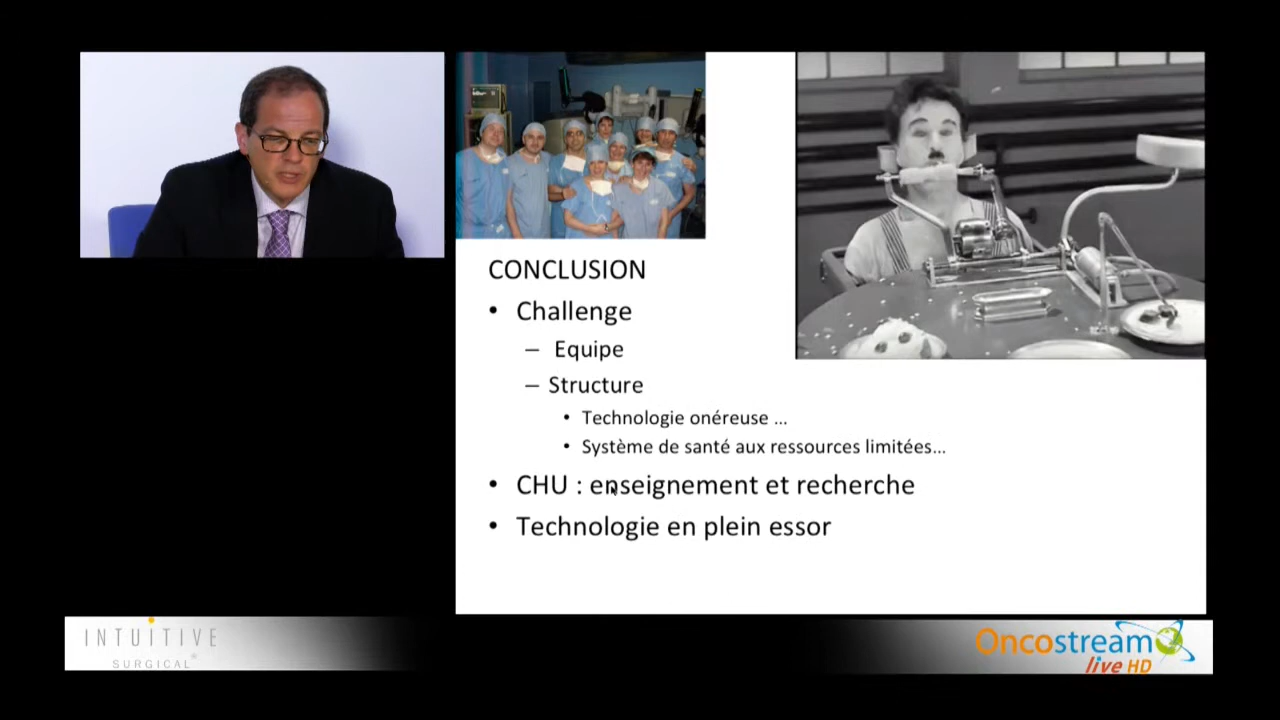 CONCLUSION
• Challenge
– Equipe
– Structure
• Technologie onéreuse ...
• Système de santé aux ressources limitées...
• CHU : enseignement et recherche
• Technologie en plein essor
INTUITIVE
SURGICAL®
Oncostream
live HD